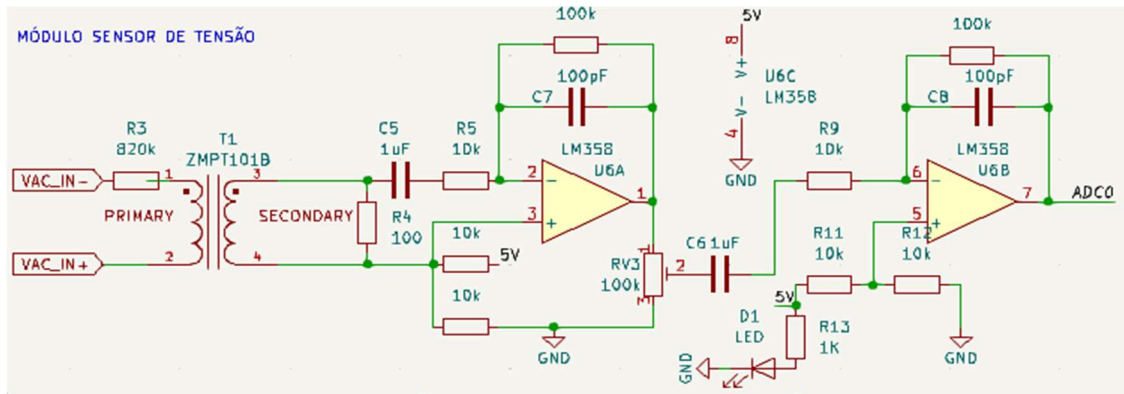 MÓDULO SENSOR DE TENSÃO
R3
820k
VAC_IN-
VAC_IN+
T1
ZMPT101B
1
2
3
4
PRIMARY
SECONDARY
C5
1uF
R4
100
R5
10k
10k
5V
10k
GND
100k
100pF
C7
LM358
U6A
2
3
1
-
+
RV3
100k
1
2
3
C6
1uF
5V
8
V+
V-
4
GND
U6C
LM358
R9
10k
100k
100pF
C8
LM358
U6B
6
5
7
-
+
ADC0
R11
10k
R12
10k
5V
R13
1K
D1
LED
GND
GND